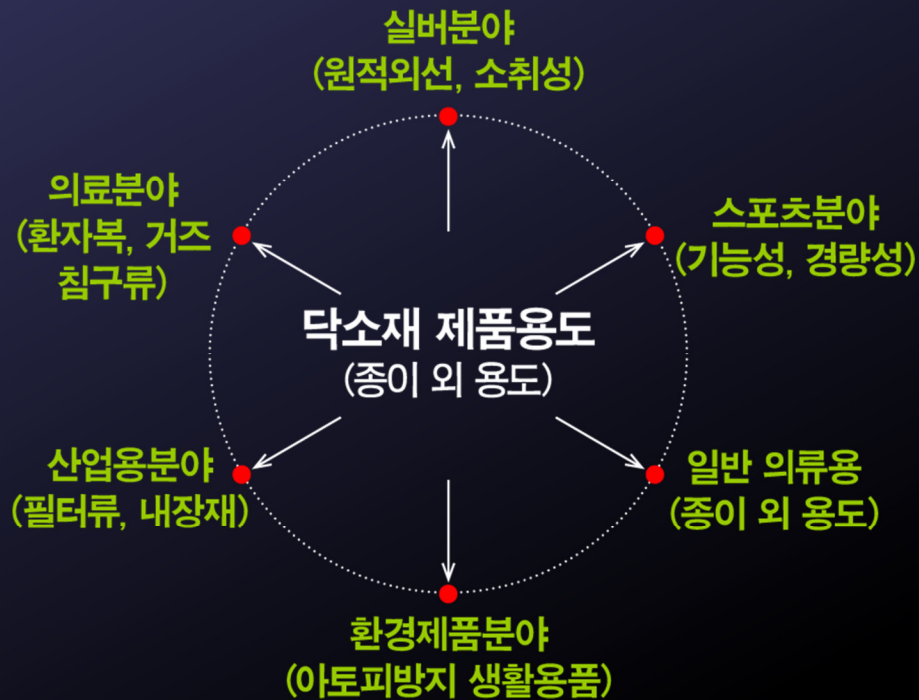 실버분야
(원적외선, 소취성)
의료분야
(환자복, 거즈
침구류)
스포츠분야
(기능성, 경량성)
닥소재 제품용도
(종이 외 용도)
산업용분야
(필터류, 내장재)
일반 의류용
(종이 외 용도)
환경제품분야
(아토피방지 생활용품)